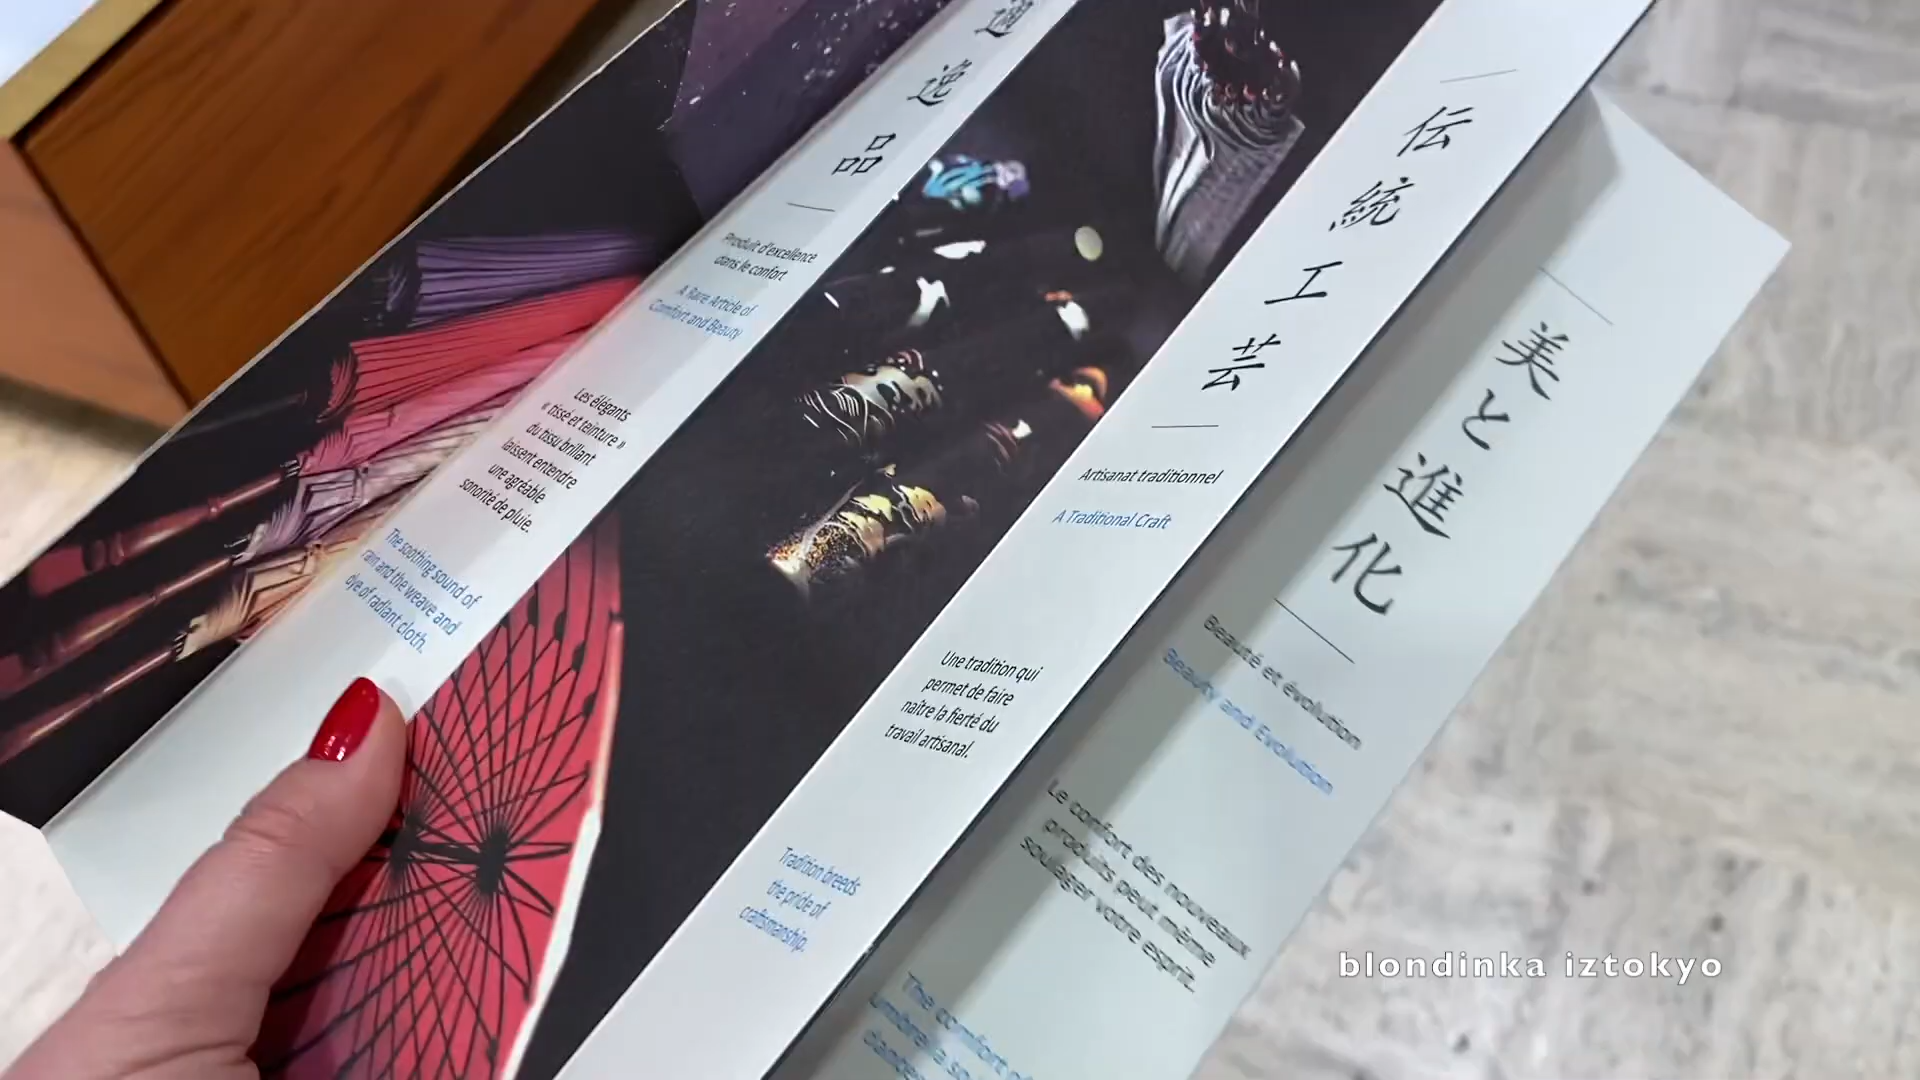 適
逸
品
Produit d'excellence
dans le confort
A Rare Article of
Comfort and Beauty
Les élégants
« tissé et teinture »
du tissu brillant
laissent entendre
une agréable
sonorité de pluie.
The soothing sound of
rain and the weave and
dye of radiant cloth.
伝
統
工
芸
Artisanat traditionnel
A Traditional Craft
Une tradition qui
permet de faire
naître la fierté du
travail artisanal.
Tradition breeds
the pride of
craftsmanship.
美
と
進
化
Beauté et évolution
Beauty and Evolution
Le confort des nouveaux
produits peut même
soulager votre esprit.
The comfort of
blondinka iztokyo